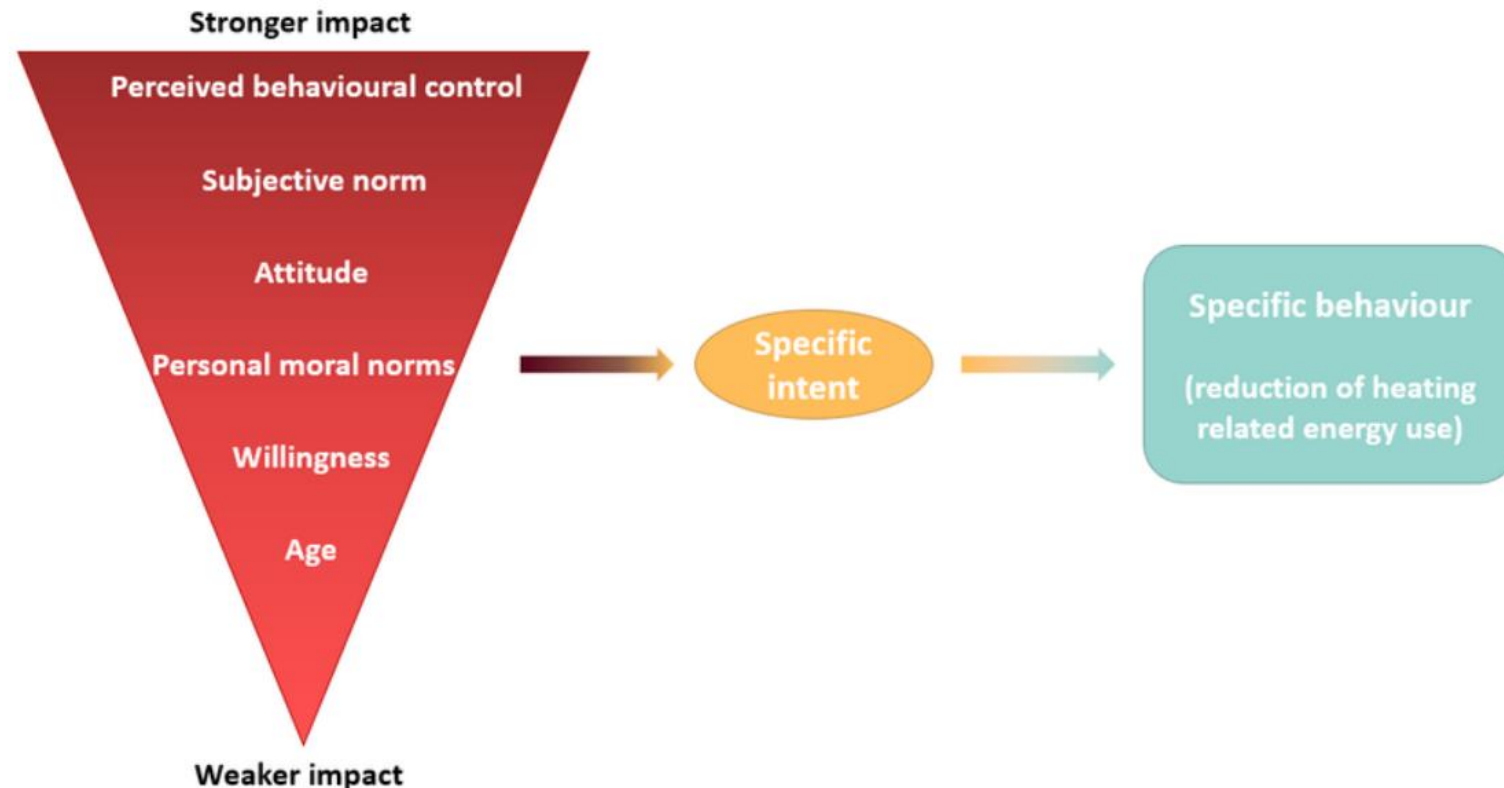 Stronger impact
Perceived behavioural control
Subjective norm
Attitude
Personal moral norms
Willingness
Age
Weaker impact
Specific
intent
Specific behaviour
(reduction of heating
related energy use)